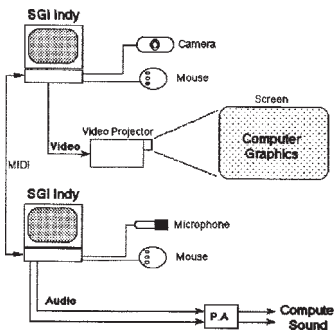 SGI Indy
Camera
Mouse
Screen
Video Projector
Video
Computer
Graphics
MIDI
SGI Indy
Microphone
Mouse
Audio
P.A
Compute
Sound